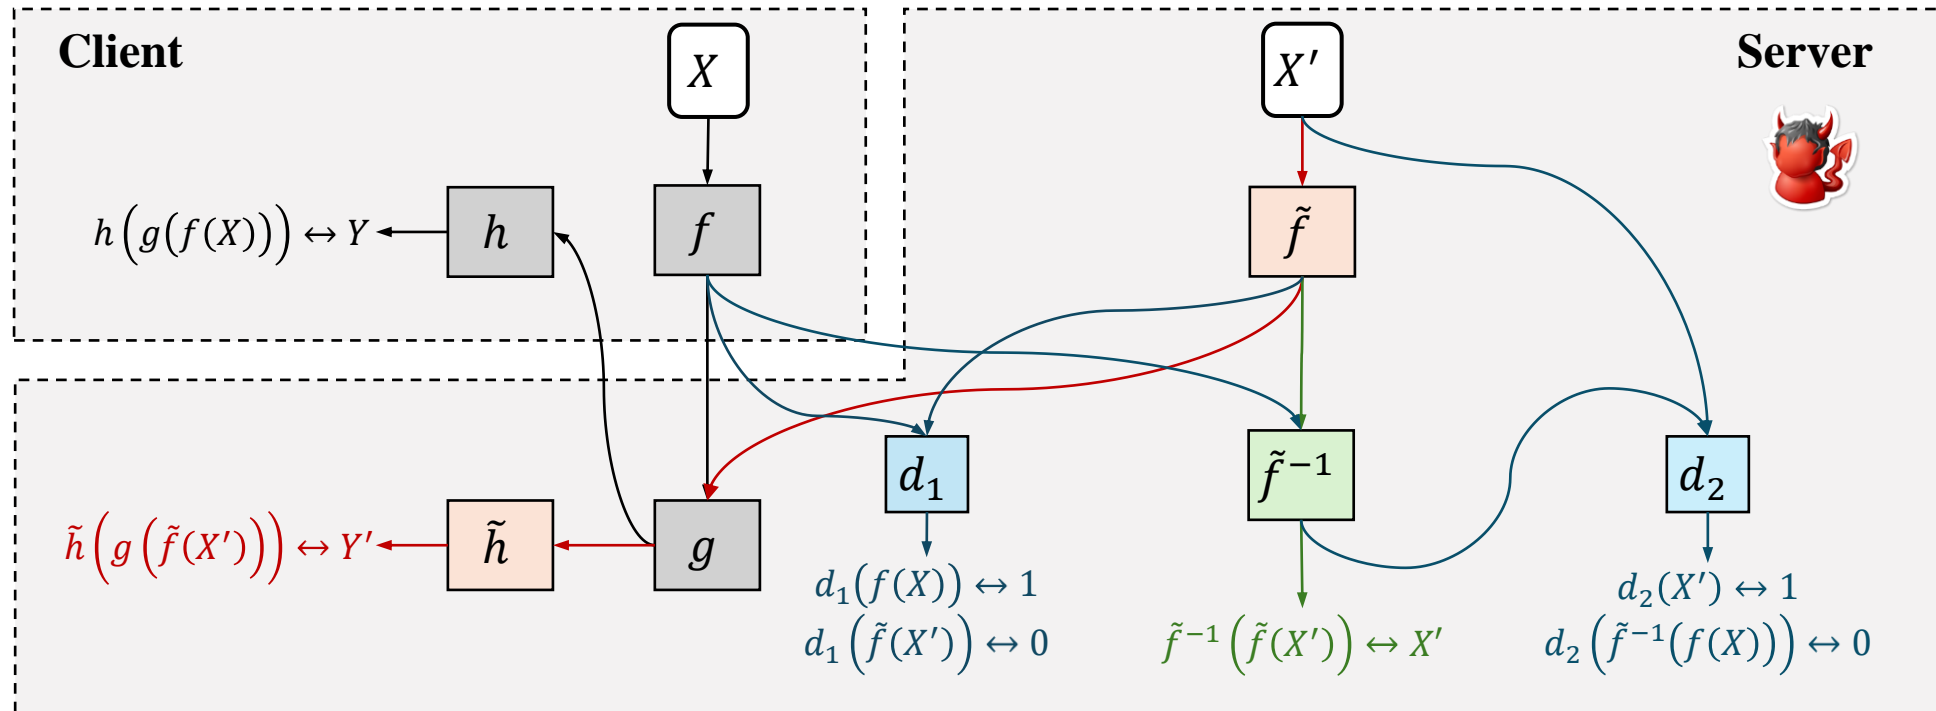 Client
X
X′
Server
h(g(f(X))) ↔ Y
h
f
f̃
d₁
f̃⁻¹
d₂
h̃(g(f̃(X′))) ↔ Y′
h̃
g
d₁(f(X)) ↔ 1
d₂(X′) ↔ 1
d₁(f̃(X′)) ↔ 0
f̃⁻¹(f̃(X′)) ↔ X′
d₂(f̃⁻¹(f(X))) ↔ 0